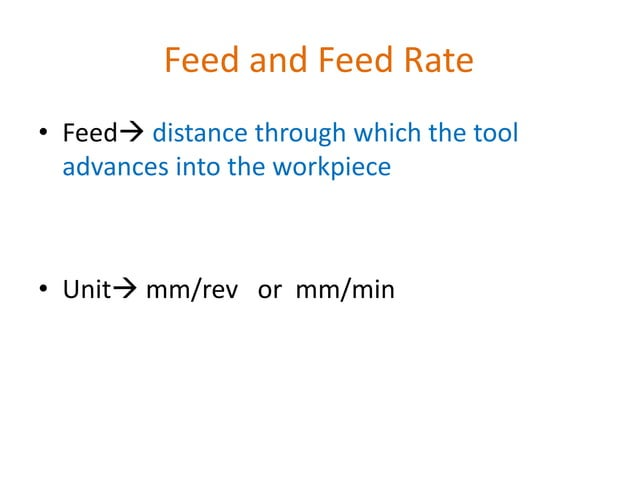 Feed and Feed Rate
• Feed→ distance through which the tool
advances into the workpiece
• Unit→ mm/rev or mm/min